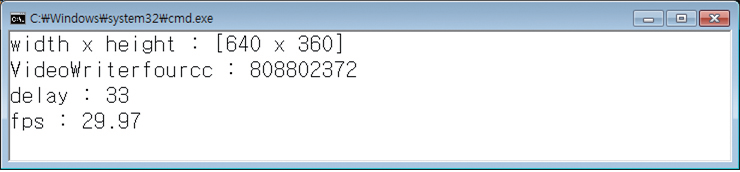 C:\Windows\system32\cmd.exe
width x height : [640 x 360]
VideoWriterfourcc : 808802372
delay : 33
fps : 29.97